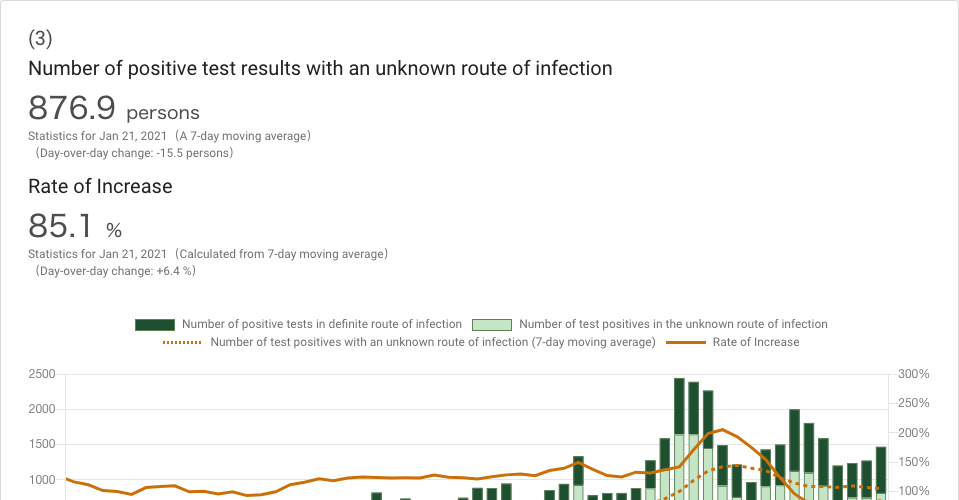 (3)
Number of positive test results with an unknown route of infection
876.9 persons
Statistics for Jan 21, 2021（A 7-day moving average）
（Day-over-day change: -15.5 persons）
Rate of Increase
85.1 %
Statistics for Jan 21, 2021（Calculated from 7-day moving average）
（Day-over-day change: +6.4 %）
Number of positive tests in definite route of infection Number of test positives in the unknown route of infection
Number of test positives with an unknown route of infection (7-day moving average) Rate of Increase
2500 300%
250%
2000
200%
1500
150%
1000
100%